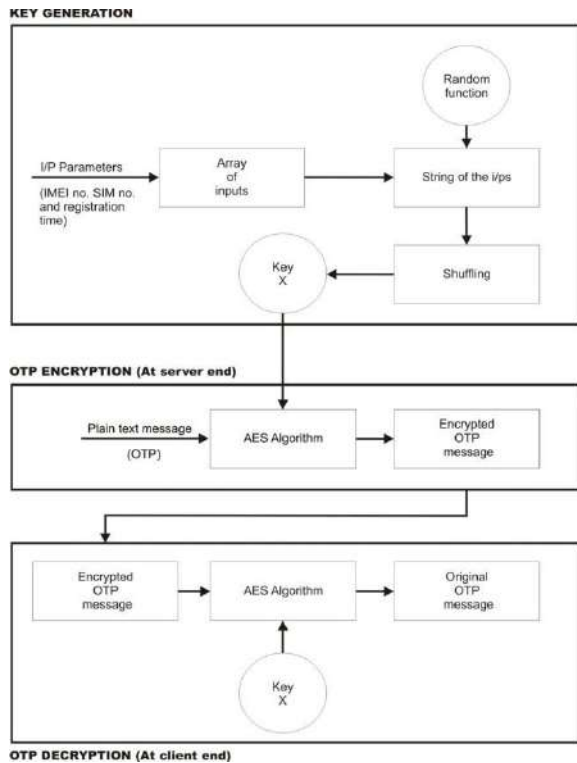 KEY GENERATION
Random
function
I/P Parameters
(IMEI no. SIM no.
and registration
time)
Array
of
inputs
String of the i/ps
Key
X
Shuffling
OTP ENCRYPTION (At server end)
Plain text message
(OTP)
AES Algorithm
Encrypted
OTP
message
Encrypted
OTP
message
AES Algorithm
Original
OTP
message
Key
X
OTP DECRYPTION (At client end)